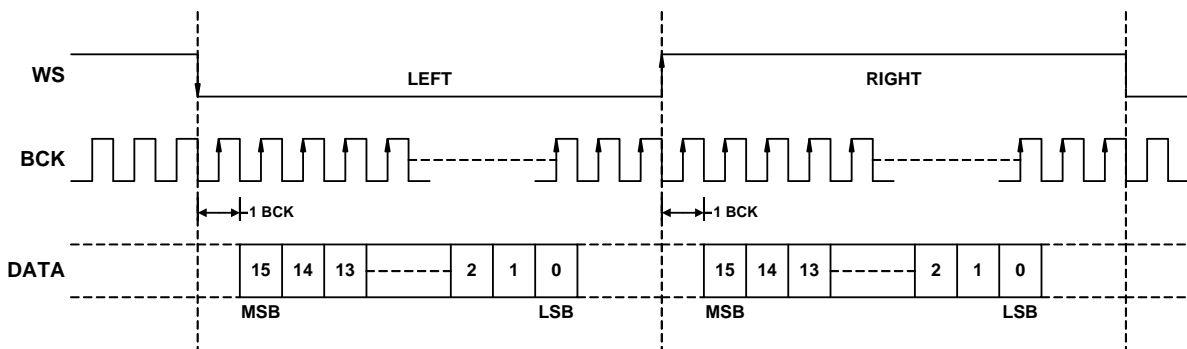 WS
LEFT
RIGHT
BCK
1 BCK
1 BCK
DATA
15 14 13 2 1 0
15 14 13 2 1 0
MSB
LSB
MSB
LSB